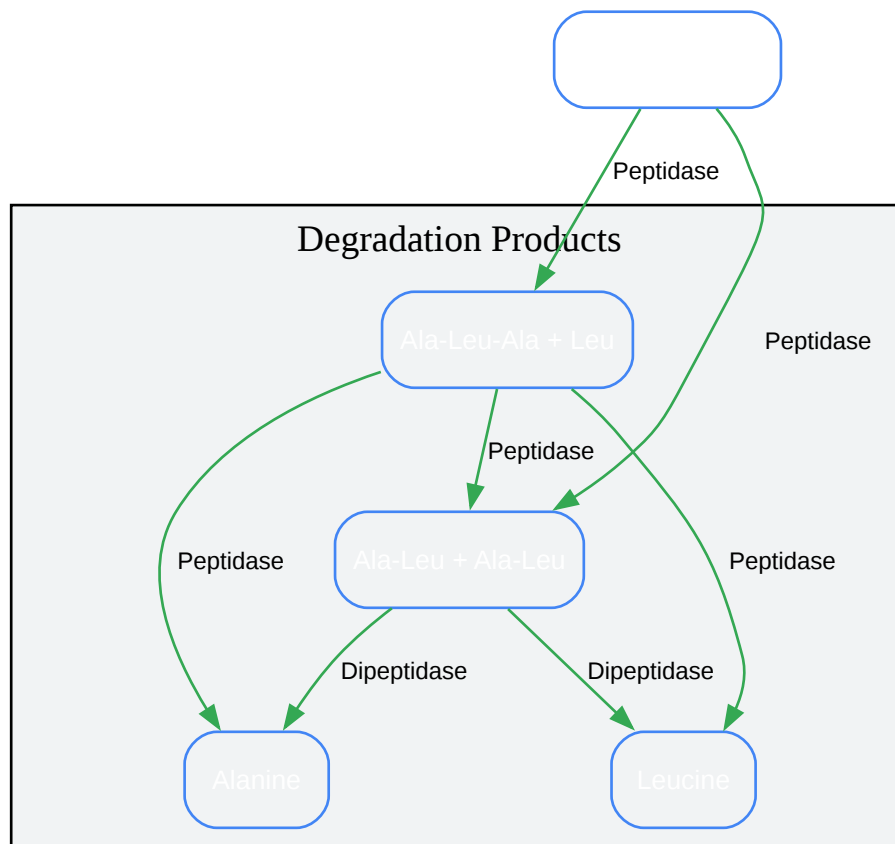 Peptidase
Degradation Products
Ala-Leu-Ala + Leu
Peptidase
Peptidase
Ala-Leu + Ala-Leu
Peptidase
Peptidase
Dipeptidase
Dipeptidase
Alanine
Leucine